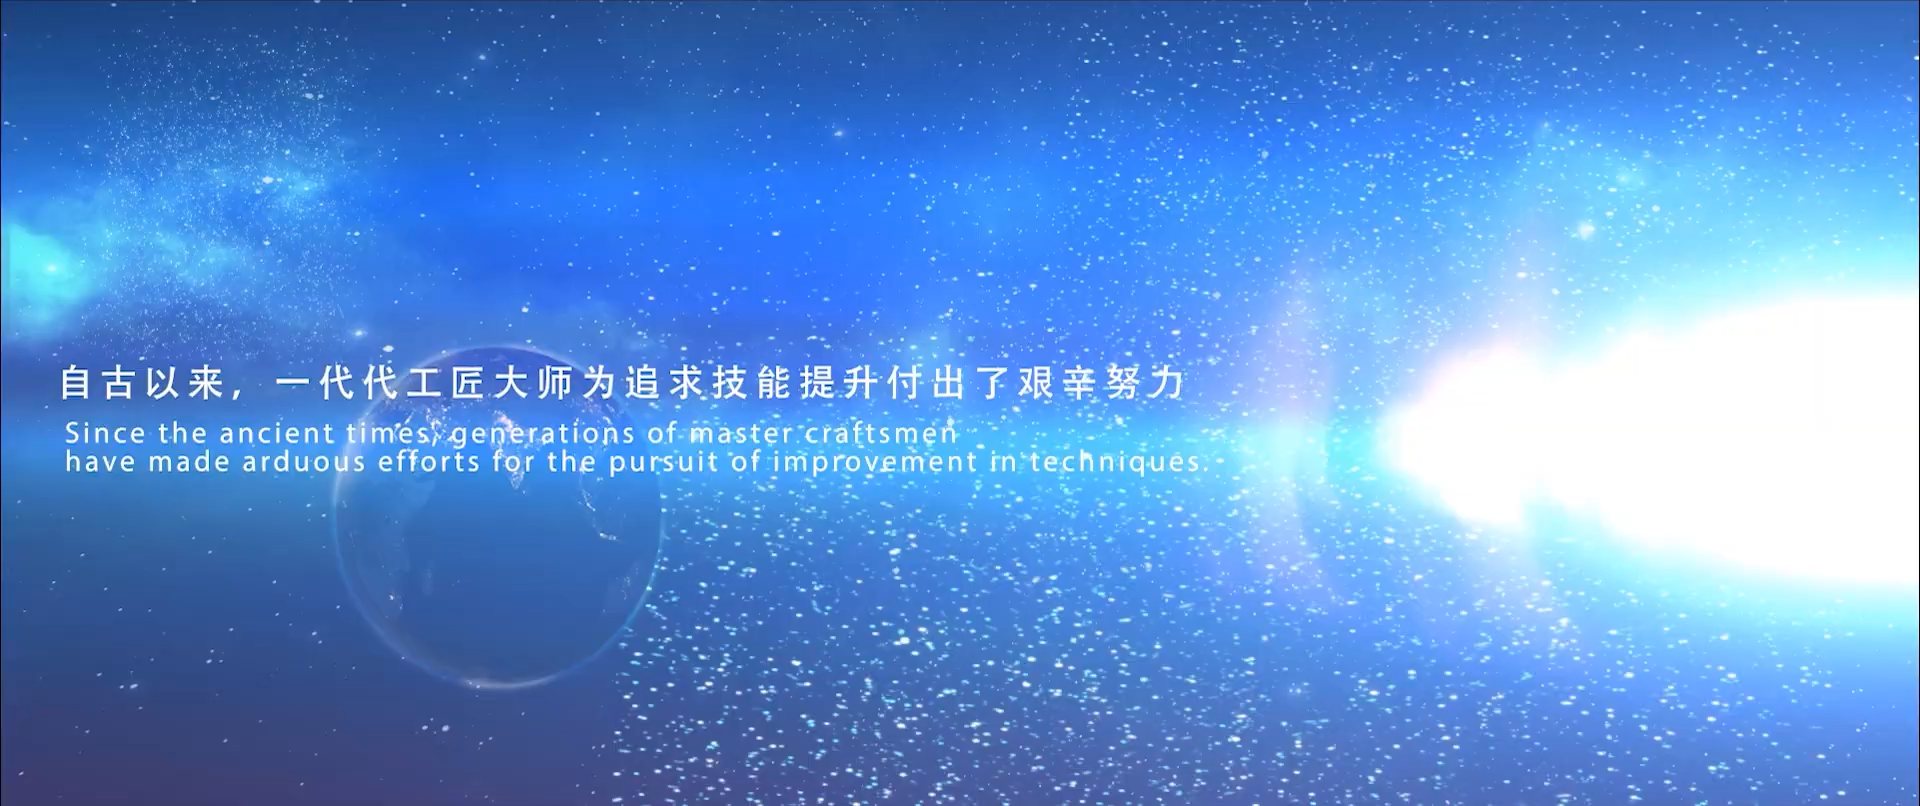 自古以来，一代代工匠大师为追求技能提升付出了艰辛努力
Since the ancient times, generations of master craftsmen
have made arduous efforts for the pursuit of improvement in techniques.